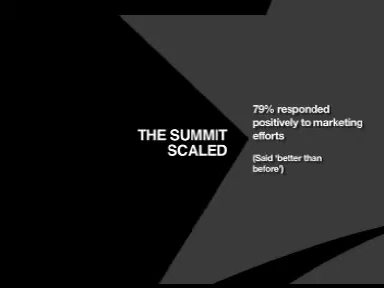 THE SUMMIT
SCALED
79% responded
positively to marketing
efforts
(Said 'better than
before')